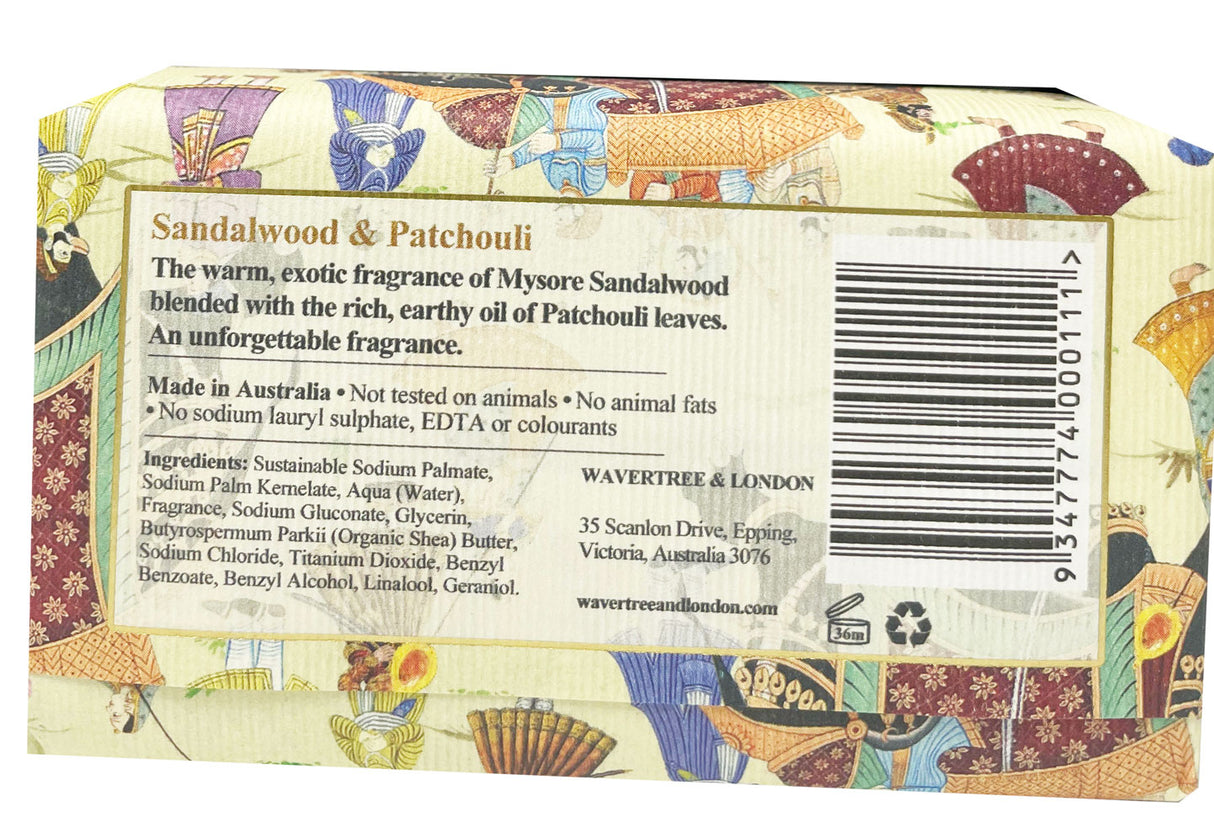 Sandalwood & Patchouli
The warm, exotic fragrance of Mysore Sandalwood
blended with the rich, earthy oil of Patchouli leaves.
An unforgettable fragrance.
Made in Australia • Not tested on animals • No animal fats
• No sodium lauryl sulphate, EDTA or colourants
Ingredients: Sustainable Sodium Palmate,
Sodium Palm Kernelate, Aqua (Water),
Fragrance, Sodium Gluconate, Glycerin,
Butyrospermum Parkii (Organic Shea) Butter,
Sodium Chloride, Titanium Dioxide, Benzyl
Benzoate, Benzyl Alcohol, Linalool, Geraniol.
WAVERTREE & LONDON
35 Scanlon Drive, Epping,
Victoria, Australia 3076
wavertreeandlondon.com
36m
9 347774 000111 >